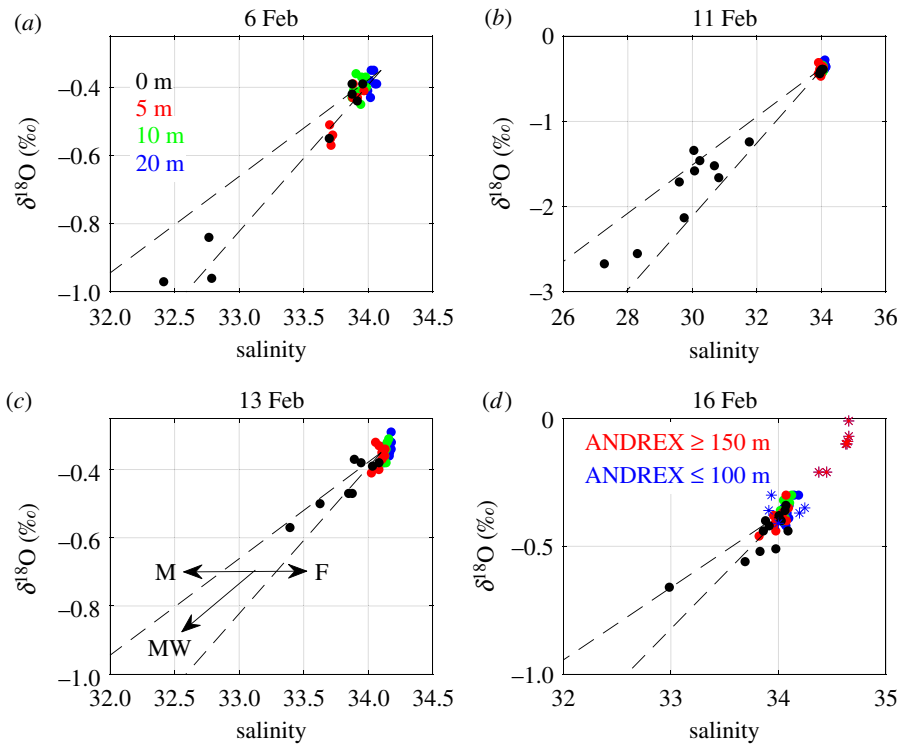 (a)
6 Feb
0 m
5 m
10 m
20 m
δ¹⁸O (‰)
−0.4
−0.6
−0.8
−1.0
32.0 32.5 33.0 33.5 34.0 34.5
salinity
(b)
11 Feb
δ¹⁸O (‰)
0
−1
−2
−3
26 28 30 32 34 36
salinity
(c)
13 Feb
δ¹⁸O (‰)
−0.4
−0.6
−0.8
−1.0
M F
MW
32.0 32.5 33.0 33.5 34.0 34.5
salinity
(d)
16 Feb
ANDREX ≥ 150 m
ANDREX ≤ 100 m
δ¹⁸O (‰)
0
−0.5
−1.0
32 33 34 35
salinity